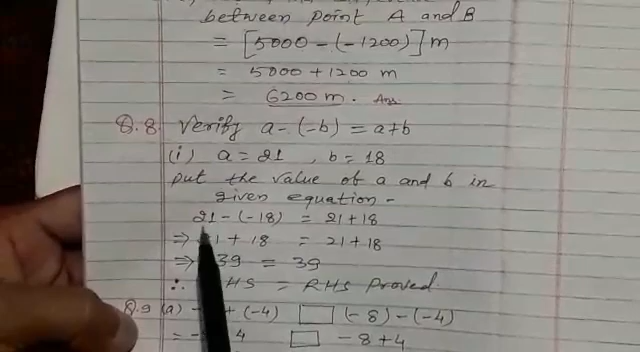 between point A and B
= [5000 - (-1200)] m
= 5000 + 1200 m
= 6200 m. Ans
Q.8. Verify a - (-b) = a + b
(i) a = 21 , b = 18
put the value of a and b in
given equation -
21 - (-18) = 21 + 18
⇒ 1 + 18 = 21 + 18
⇒ 39 = 39
∴ HS = RHS Proved.
Q.9 (a) - + (-4) □ (-8) - (-4)
= - 4 □ -8 + 4